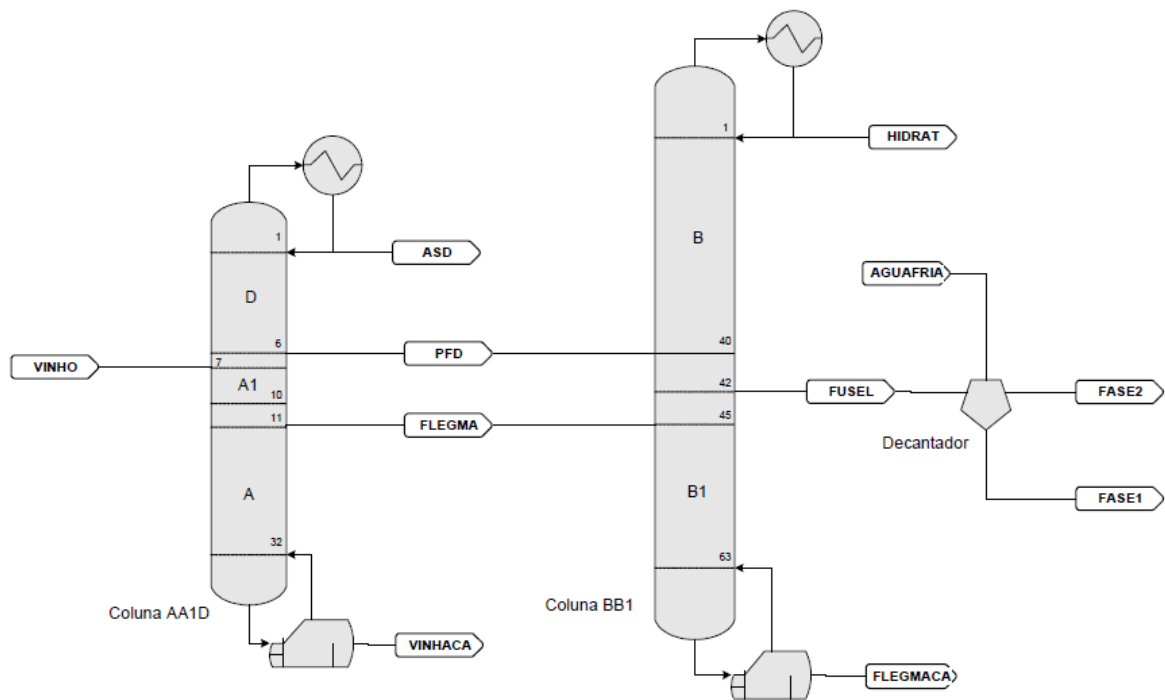 1
HIDRAT
1
ASD
B
D
AGUAFRIA
6
PFD
40
VINHO
7
A1
42
FUSEL
FASE2
10
11
FLEGMA
45
Decantador
A
B1
FASE1
32
63
Coluna AA1D
Coluna BB1
VINHACA
FLEGMACA